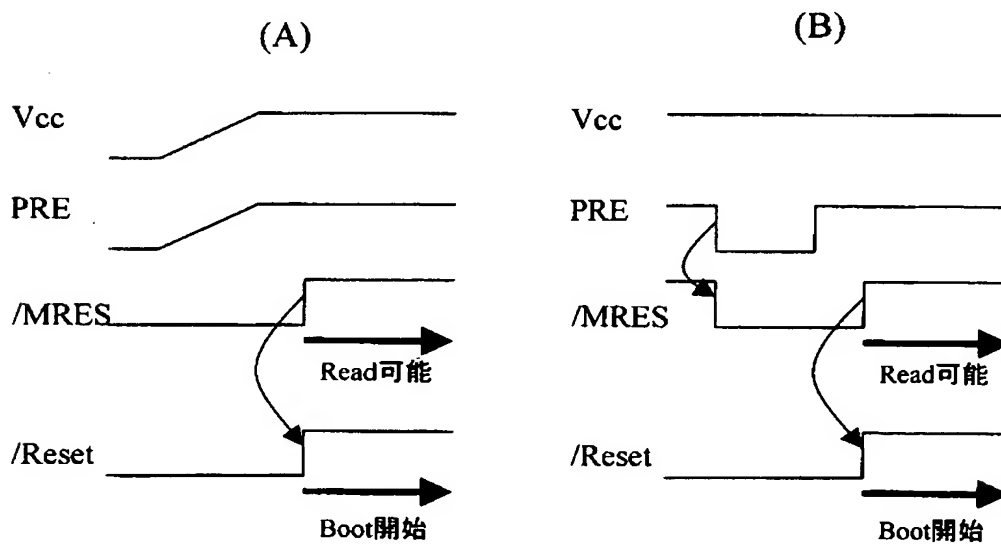 (A)
Vcc
PRE
/MRES
Read可能
/Reset
Boot開始
(B)
Vcc
PRE
/MRES
Read可能
/Reset
Boot開始